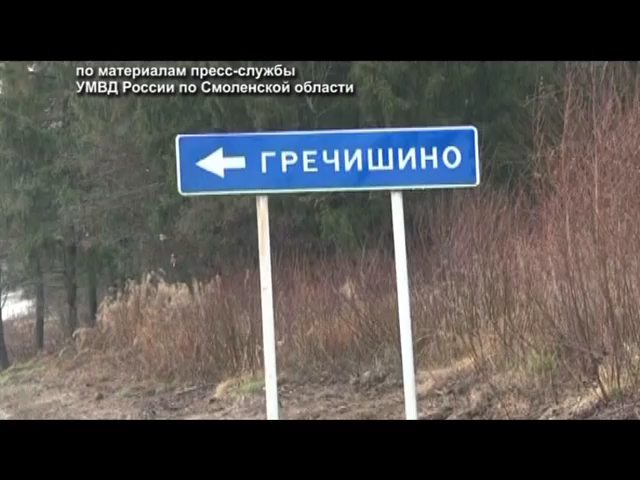 по материалам пресс-службы
УМВД России по Смоленской области
ГРЕЧИШИНО